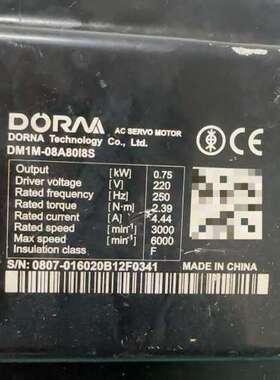 DORNA AC SERVO MOTOR
DORNA Technology Co., Ltd.
DM1M-08A80I8S
Output [kW] 0.75
Driver voltage [V] 220
Rated frequency [Hz] 250
Rated torque [N·m] 2.39
Rated current [A] 4.44
Rated speed [min⁻¹] 3000
Max speed [min⁻¹] 6000
Insulation class F
S/N: 0807-016020B12F0341 MADE IN CHINA
CE